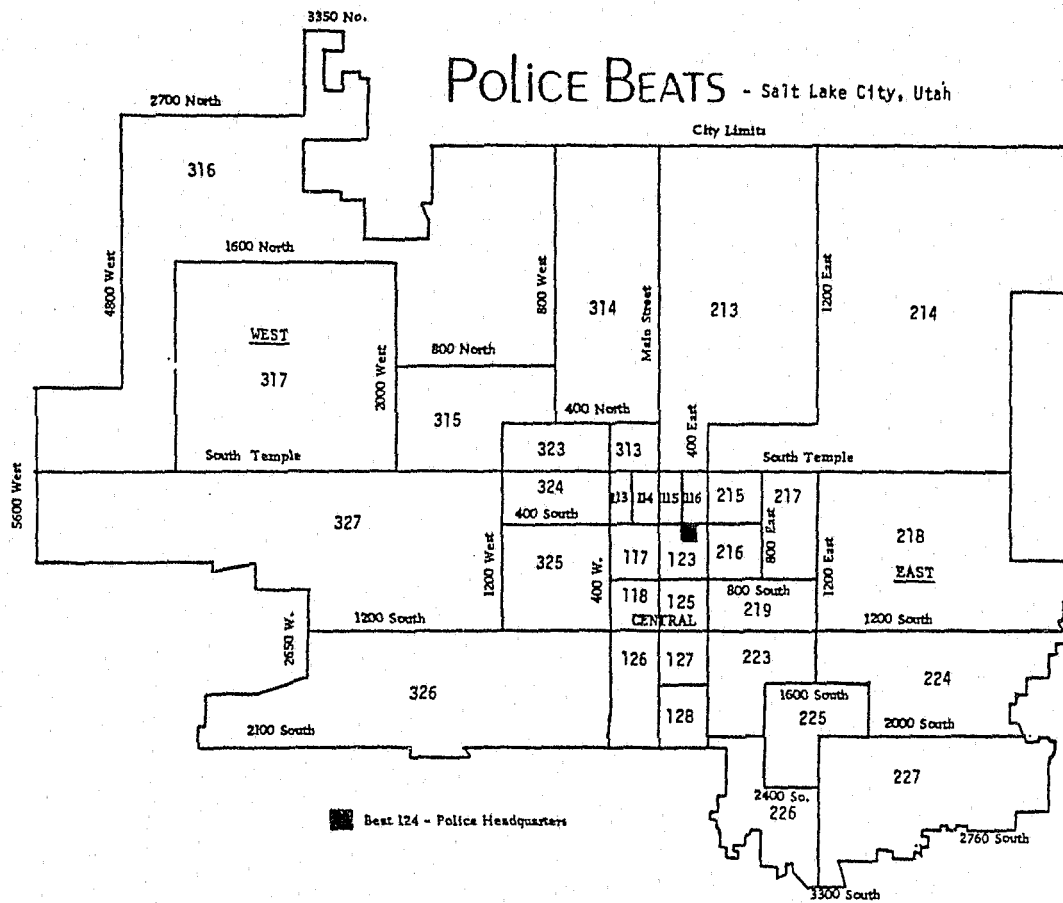 3350 No.
POLICE BEATS - Salt Lake City, Utah
2700 North
City Limits
316
1600 North
4800 West
800 West
314
Main Street
213
1200 East
214
WEST
317
2000 West
800 North
315
400 North
400 East
323
313
South Temple
South Temple
5600 West
324
113
114
115
116
215
217
400 South
327
1200 West
325
400 W.
117
123
216
800 East
1200 East
218
EAST
118
125
800 South
219
1200 South
CENTRAL
1200 South
2650 W.
126
127
223
224
326
128
1600 South
225
2000 South
2100 South
227
2400 So.
226
Beat 124 - Police Headquarters
2760 South
3300 South